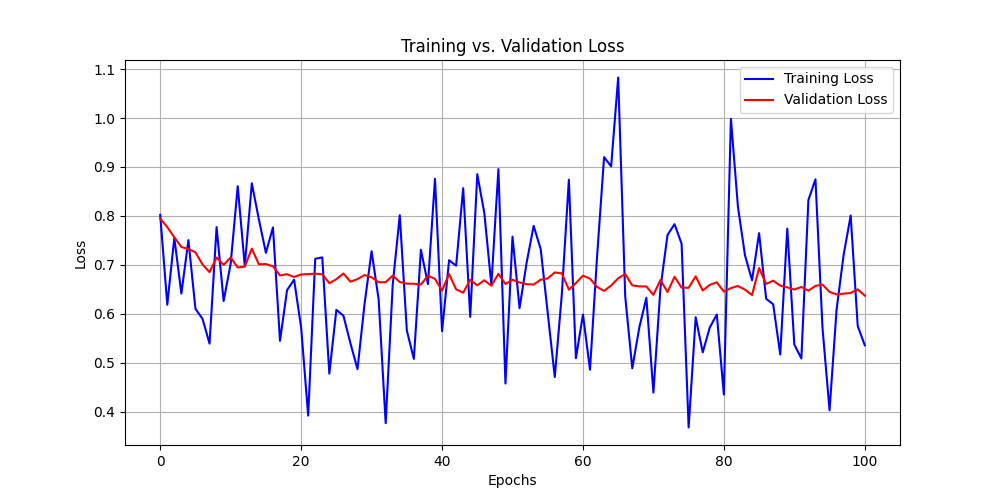 Training vs. Validation Loss
Training Loss
Validation Loss
Loss
1.1
1.0
0.9
0.8
0.7
0.6
0.5
0.4
0 20 40 60 80 100
Epochs